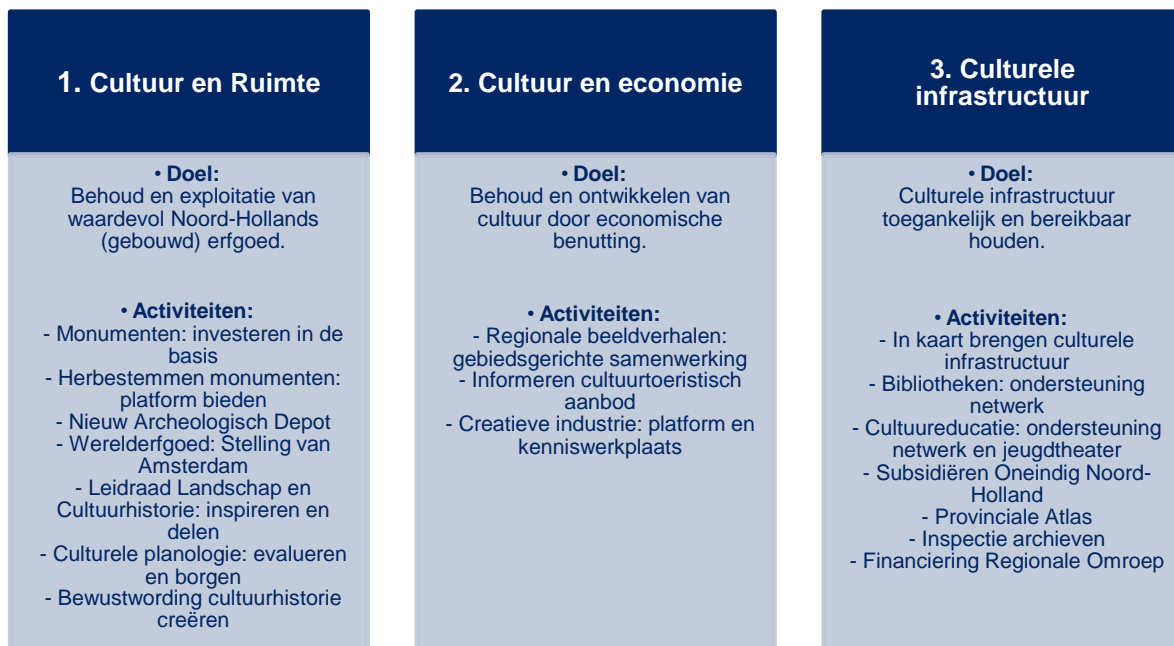 1. Cultuur en Ruimte
• Doel:
Behoud en exploitatie van
waardevol Noord-Hollands
(gebouwd) erfgoed.
• Activiteiten:
- Monumenten: investeren in de
basis
- Herbestemmen monumenten:
platform bieden
- Nieuw Archeologisch Depot
- Werelderfgoed: Stelling van
Amsterdam
- Leidraad Landschap en
Cultuurhistorie: inspireren en
delen
- Culturele planologie: evalueren
en borgen
- Bewustwording cultuurhistorie
creëren
2. Cultuur en economie
• Doel:
Behoud en ontwikkelen van
cultuur door economische
benutting.
• Activiteiten:
- Regionale beeldverhalen:
gebiedsgerichte samenwerking
- Informeren cultuurtoeristisch
aanbod
- Creatieve industrie: platform en
kenniswerkplaats
3. Culturele
infrastructuur
• Doel:
Culturele infrastructuur
toegankelijk en bereikbaar
houden.
• Activiteiten:
- In kaart brengen culturele
infrastructuur
- Bibliotheken: ondersteuning
netwerk
- Cultuureducatie: ondersteuning
netwerk en jeugdtheater
- Subsidiëren Oneindig Noord-
Holland
- Provinciale Atlas
- Inspectie archieven
- Financiering Regionale Omroep